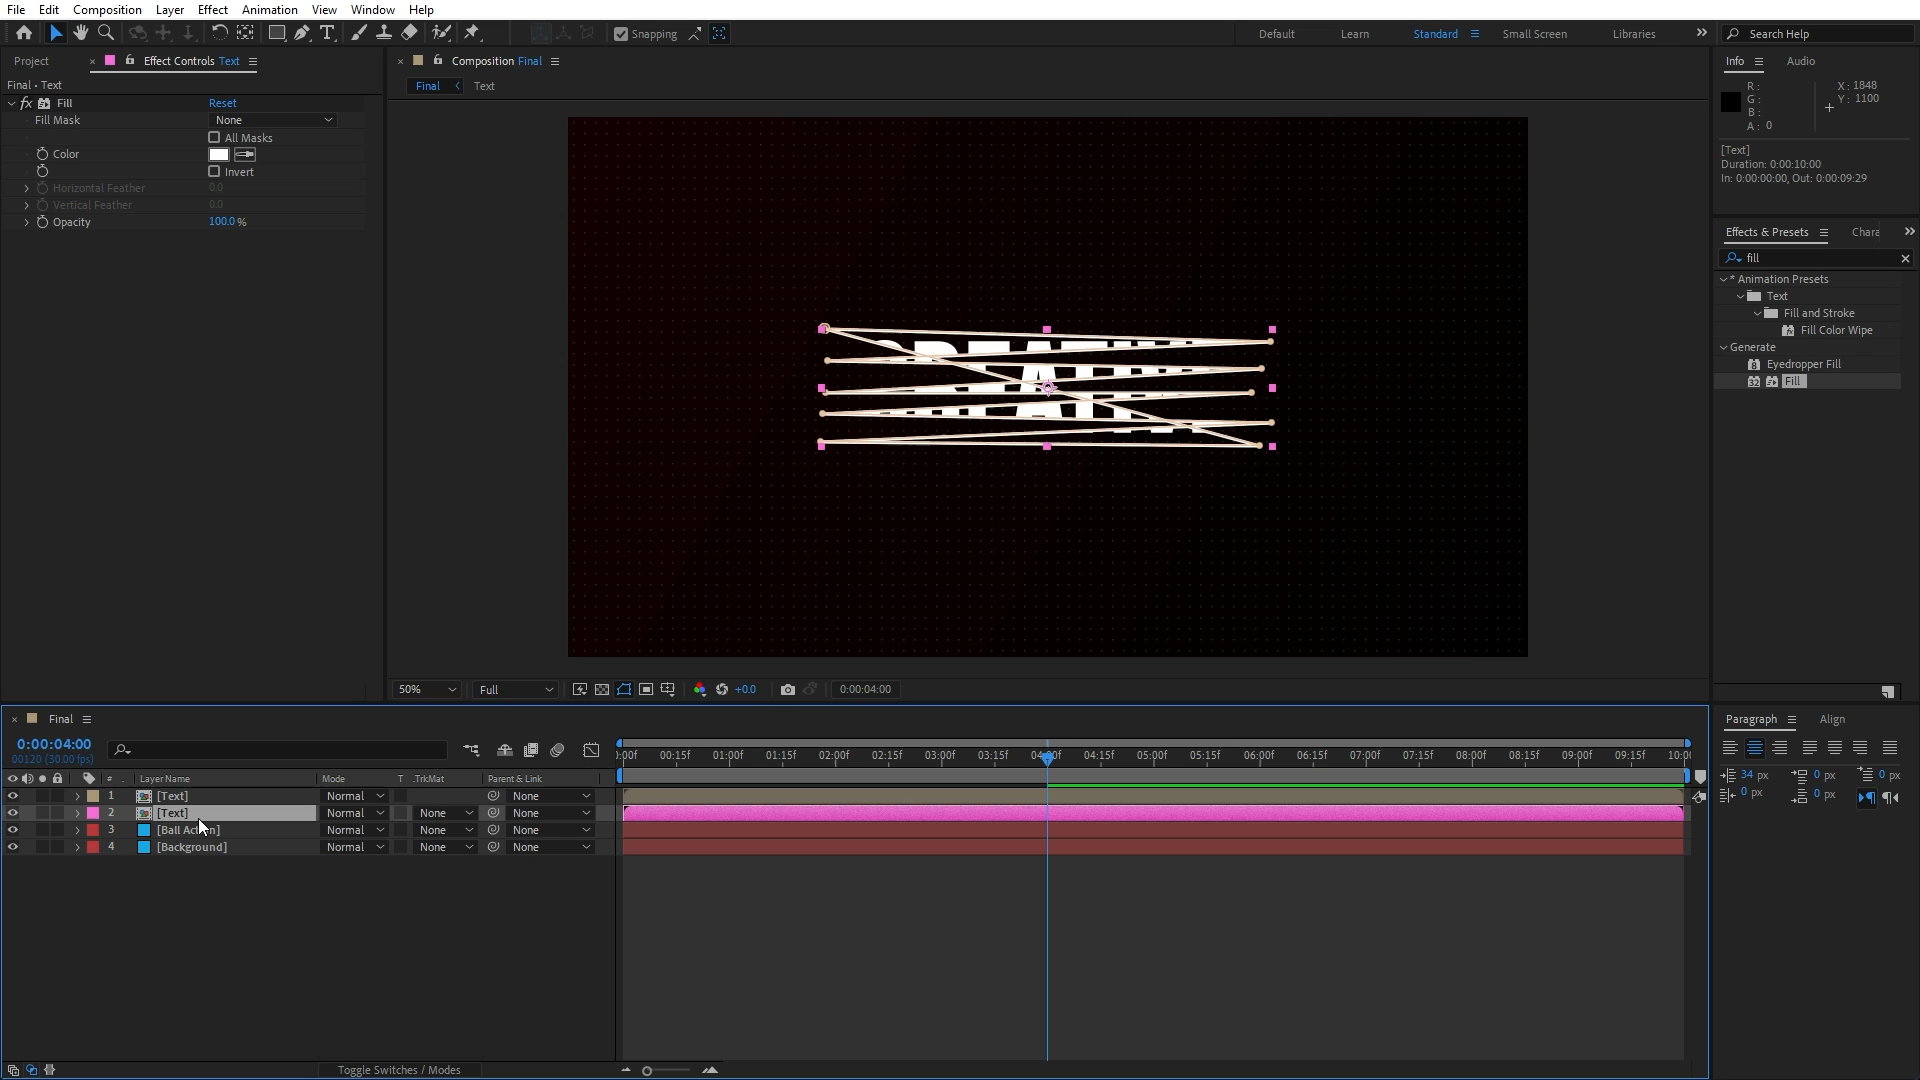 File Edit Composition Layer Effect Animation View Window Help
Snapping
Default Learn Standard Small Screen Libraries
Search Help
Project Effect Controls Text
Final • Text
fx Fill Reset
Fill Mask None
All Masks
Color
Invert
Horizontal Feather 0.0
Vertical Feather 0.0
Opacity 100.0 %
Composition Final
Final Text
50% Full +0.0 0:00:04:00
Info Audio
R: X: 1848
G: Y: 1100
B:
A: 0
[Text]
Duration: 0:00:10:00
In: 0:00:00:00, Out: 0:00:09:29
Effects & Presets Chara
fill
* Animation Presets
Text
Fill and Stroke
Fill Color Wipe
Generate
Eyedropper Fill
Fill
Final
0:00:04:00
00120 (30.00 fps)
# Layer Name Mode T .TrkMat Parent & Link
1 [Text] Normal None
2 [Text] Normal None None
3 [Ball Action] Normal None None
4 [Background] Normal None None
:00f 00:15f 01:00f 01:15f 02:00f 02:15f 03:00f 03:15f 04:00f 04:15f 05:00f 05:15f 06:00f 06:15f 07:00f 07:15f 08:00f 08:15f 09:00f 09:15f 10:00
Toggle Switches / Modes
Paragraph Align
34 px 0 px 0 px
0 px 0 px